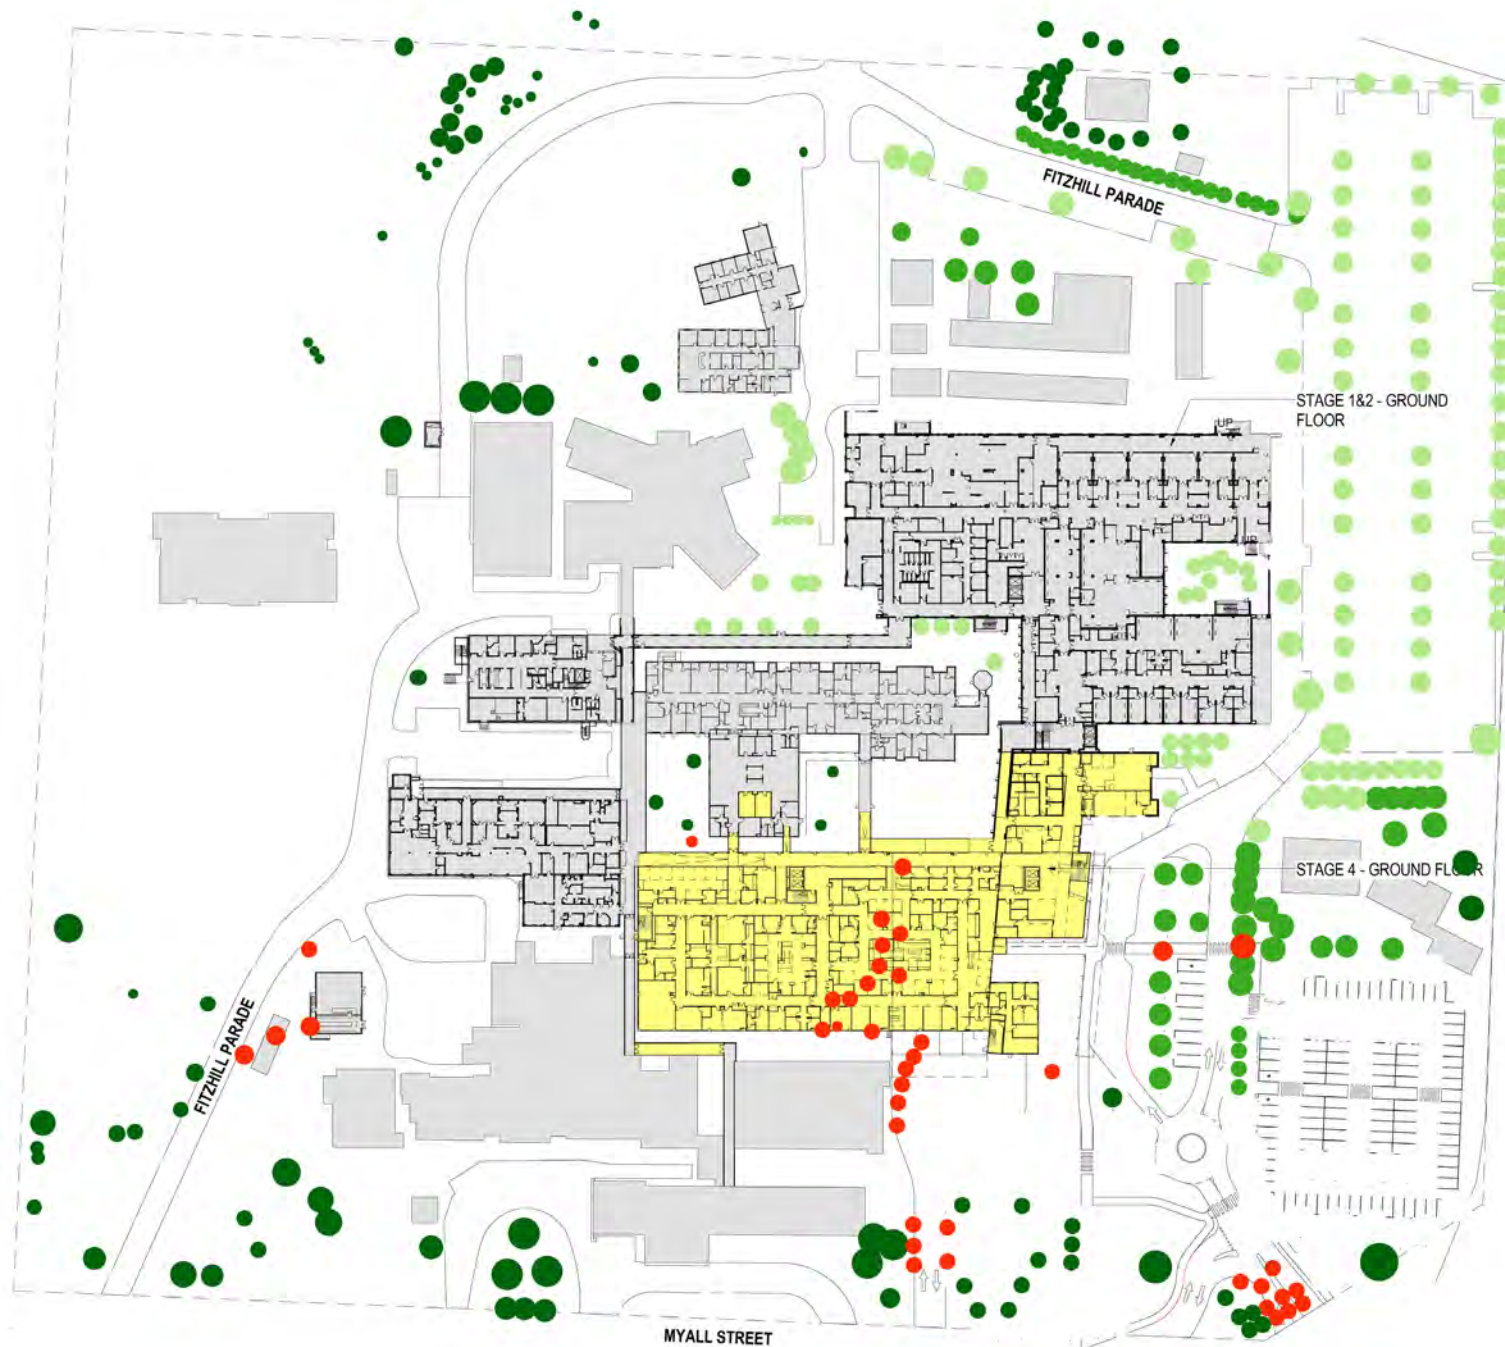 FITZHILL PARADE
STAGE 1&2 - GROUND
FLOOR
UP
STAGE 4 - GROUND FLOOR
FITZHILL PARADE
MYALL STREET